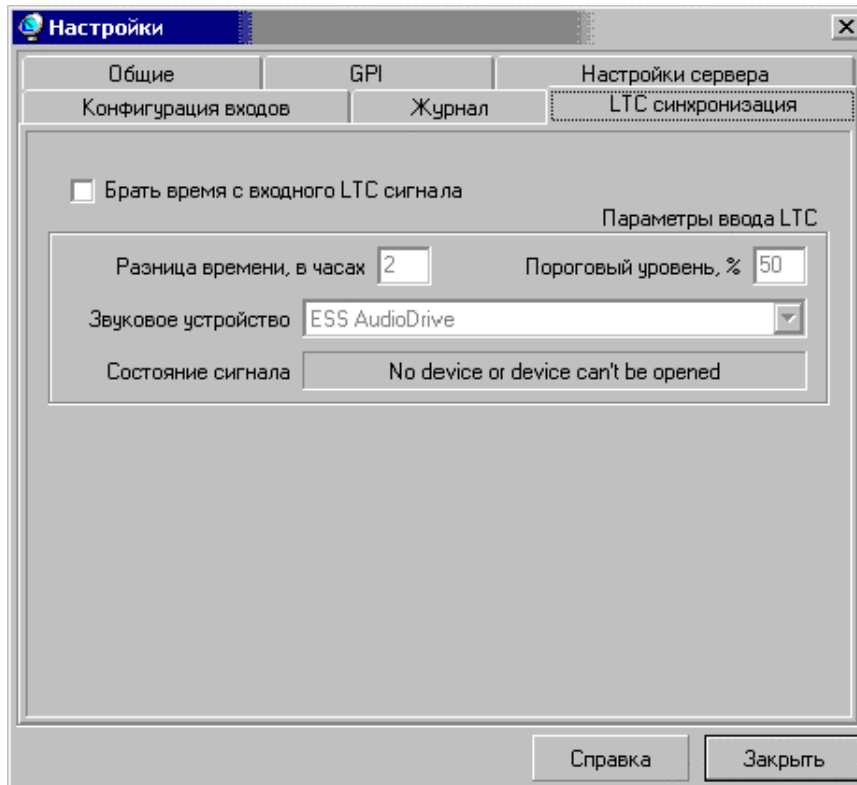 Настройки
Общие GPI Настройки сервера
Конфигурация входов Журнал LTC синхронизация
Брать время с входного LTC сигнала
Параметры ввода LTC
Разница времени, в часах 2 Пороговый уровень, % 50
Звуковое устройство ESS AudioDrive
Состояние сигнала No device or device can't be opened
Справка Закрыть